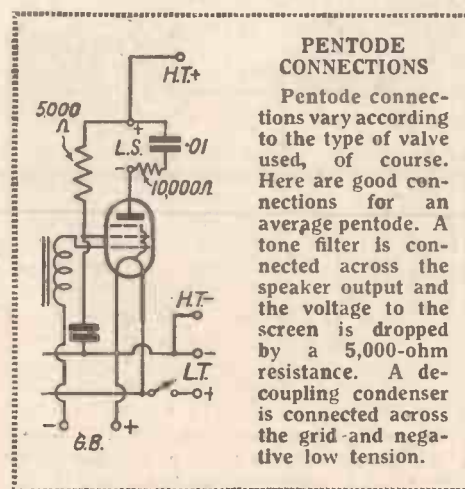 H.T.+
5,000
Ω
+
L.S.
.01
-
10,000Ω
H.T.-
-
L.T.
+
- G.B. +
PENTODE
CONNECTIONS
Pentode connec-
tions vary according
to the type of valve
used, of course.
Here are good con-
nections for an
average pentode. A
tone filter is con-
nected across the
speaker output and
the voltage to the
screen is dropped
by a 5,000-ohm
resistance. A de-
coupling condenser
is connected across
the grid and nega-
tive low tension.